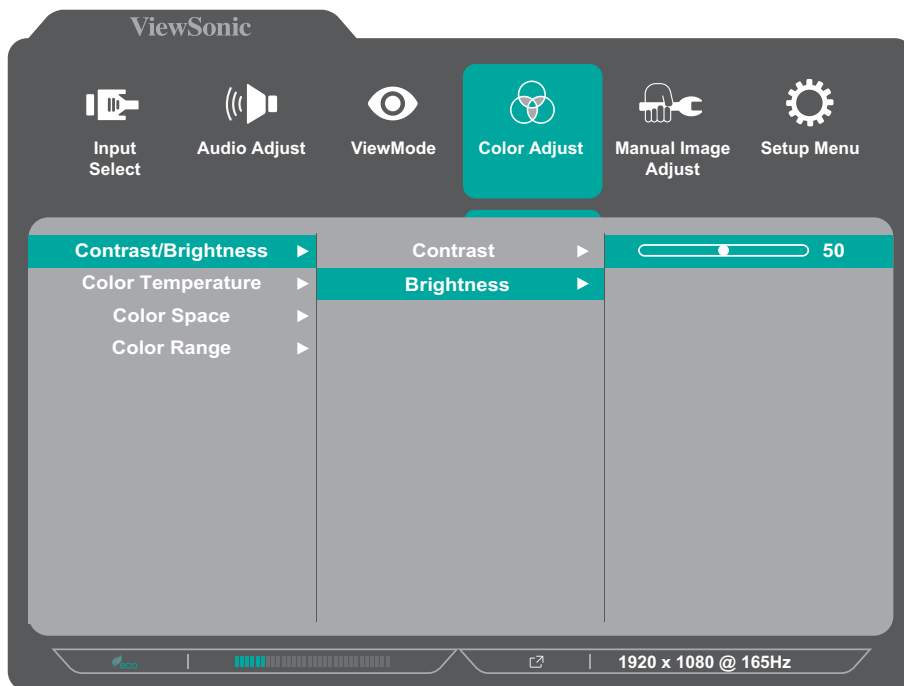 ViewSonic
Input
Select
Audio Adjust
ViewMode
Color Adjust
Manual Image
Adjust
Setup Menu
Contrast/Brightness
Contrast
50
Color Temperature
Brightness
Color Space
Color Range
eco
1920 x 1080 @ 165Hz